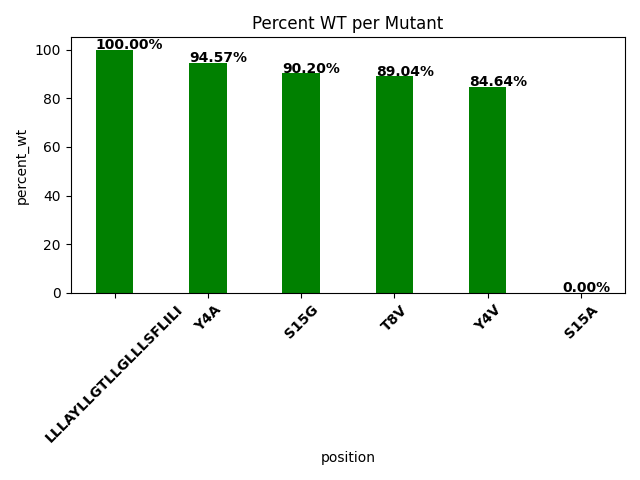 Percent WT per Mutant
percent_wt
100
80
60
40
20
0
100.00%
94.57%
90.20%
89.04%
84.64%
0.00%
LLLAYLLGTLLGLLLSFLILI
Y4A
S15G
T8V
Y4V
S15A
position